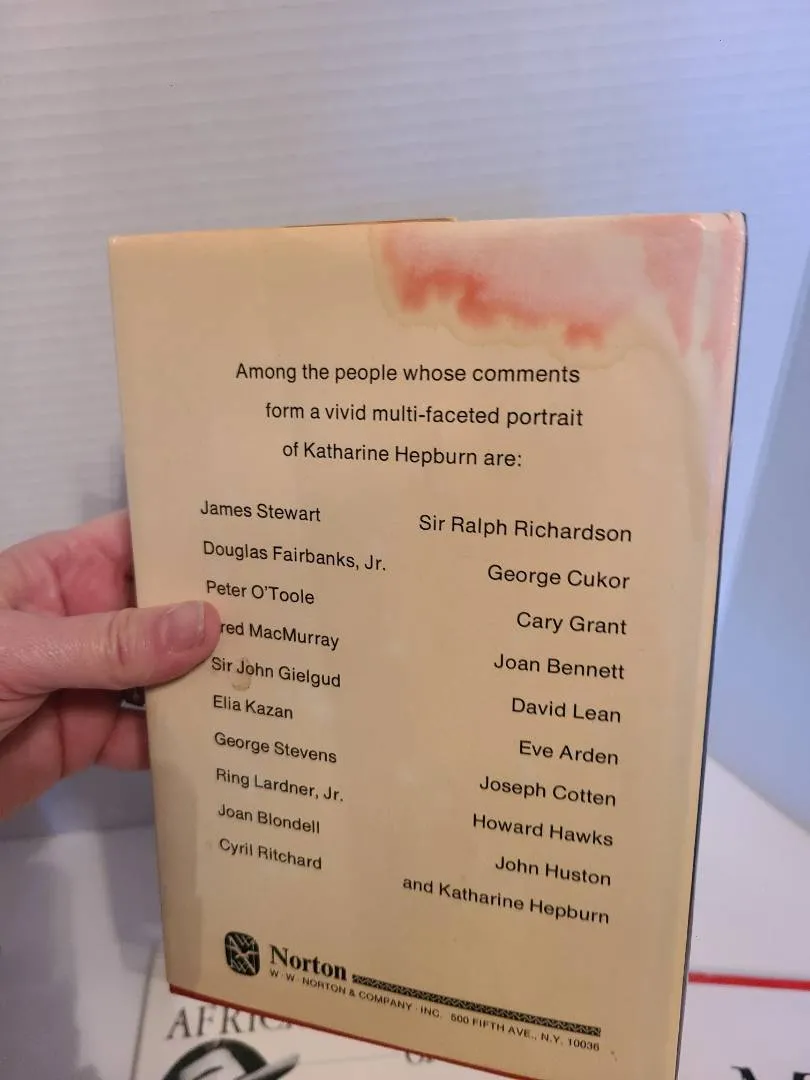 Among the people whose comments
form a vivid multi-faceted portrait
of Katharine Hepburn are:
James Stewart
Douglas Fairbanks, Jr.
Peter O'Toole
red MacMurray
Sir John Gielgud
Elia Kazan
George Stevens
Ring Lardner, Jr.
Joan Blondell
Cyril Ritchard
Sir Ralph Richardson
George Cukor
Cary Grant
Joan Bennett
David Lean
Eve Arden
Joseph Cotten
Howard Hawks
John Huston
and Katharine Hepburn
Norton
W · W · NORTON & COMPANY · INC. 500 FIFTH AVE., N.Y. 10036
AFRIC